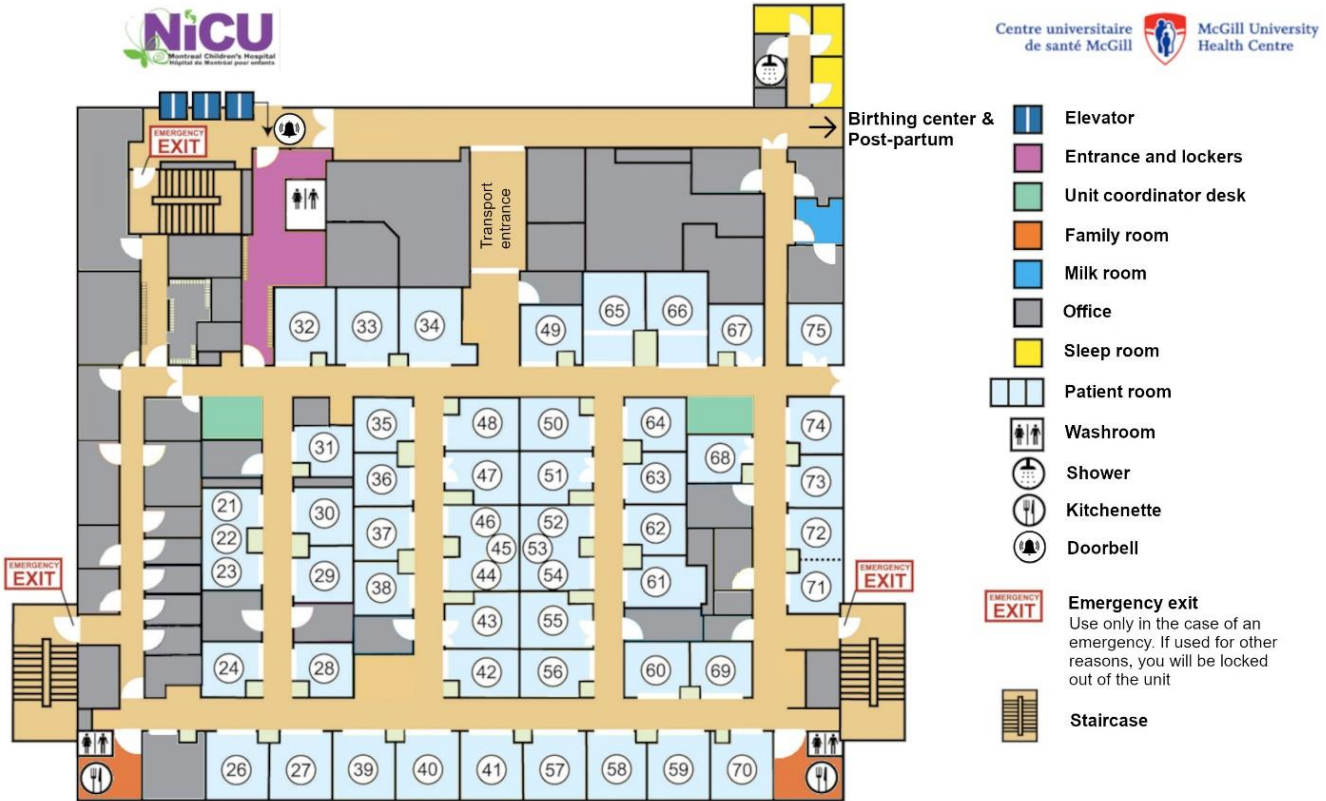 NiCU
Montreal Children's Hospital
Hôpital de Montréal pour enfants
Centre universitaire
de santé McGill
McGill University
Health Centre
EMERGENCY
EXIT
Birthing center &
Post-partum
Transport
entrance
32
33
34
49
65
66
67
75
35
48
50
64
74
31
68
36
47
51
63
73
21
30
46
52
62
22
37
45
53
72
23
29
38
44
54
61
71
43
55
24
28
42
56
60
69
26
27
39
40
41
57
58
59
70
EMERGENCY
EXIT
EMERGENCY
EXIT
Elevator
Entrance and lockers
Unit coordinator desk
Family room
Milk room
Office
Sleep room
Patient room
Washroom
Shower
Kitchenette
Doorbell
EMERGENCY
EXIT
Emergency exit
Use only in the case of an
emergency. If used for other
reasons, you will be locked
out of the unit
Staircase